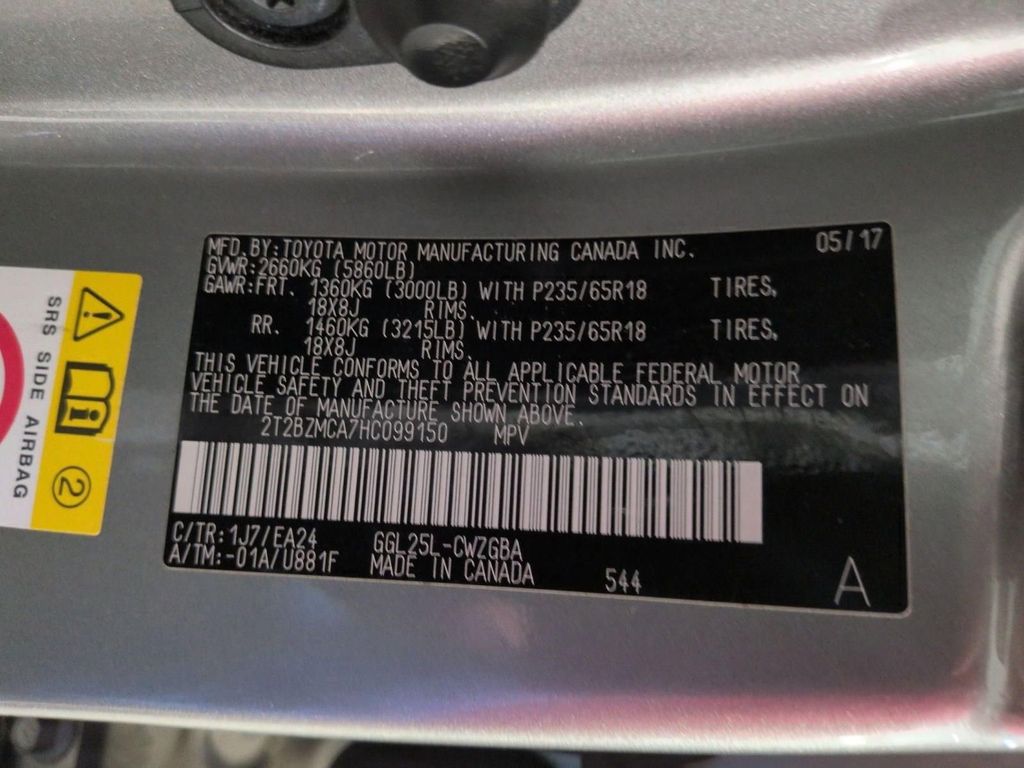 MFD. BY: TOYOTA MOTOR MANUFACTURING CANADA INC. 05/17
GVWR: 2660KG (5860LB)
GAWR: FRT. 1360KG (3000LB) WITH P235/65R18 TIRES,
18X8J RIMS.
RR. 1460KG (3215LB) WITH P235/65R18 TIRES,
18X8J RIMS.
THIS VEHICLE CONFORMS TO ALL APPLICABLE FEDERAL MOTOR
VEHICLE SAFETY AND THEFT PREVENTION STANDARDS IN EFFECT ON
THE DATE OF MANUFACTURE SHOWN ABOVE.
2T2BZMCA7HC099150 MPV
C/TR: 1J7/EA24 GGL25L-CWZGBA
A/TM: -01A/U881F MADE IN CANADA 544 A
SRS SIDE AIRBAG
2